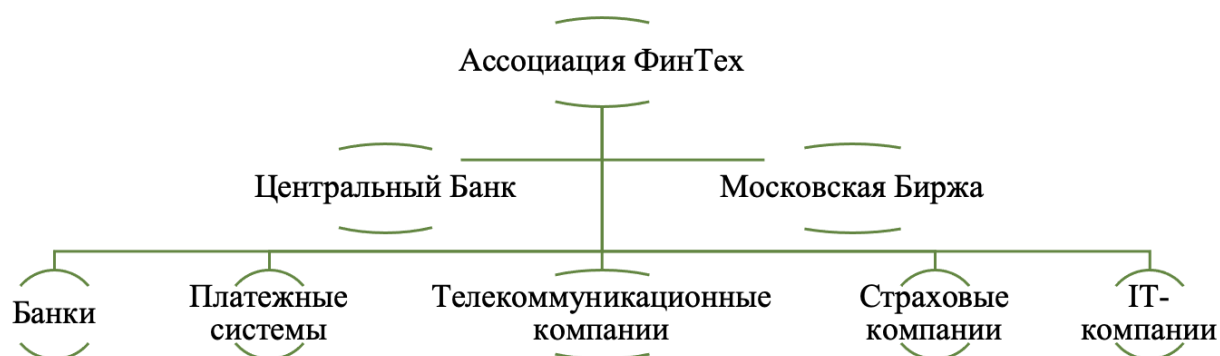 Ассоциация ФинТех
Центральный Банк
Московская Биржа
Банки
Платежные
системы
Телекоммуникационные
компании
Страховые
компании
IT-
компании